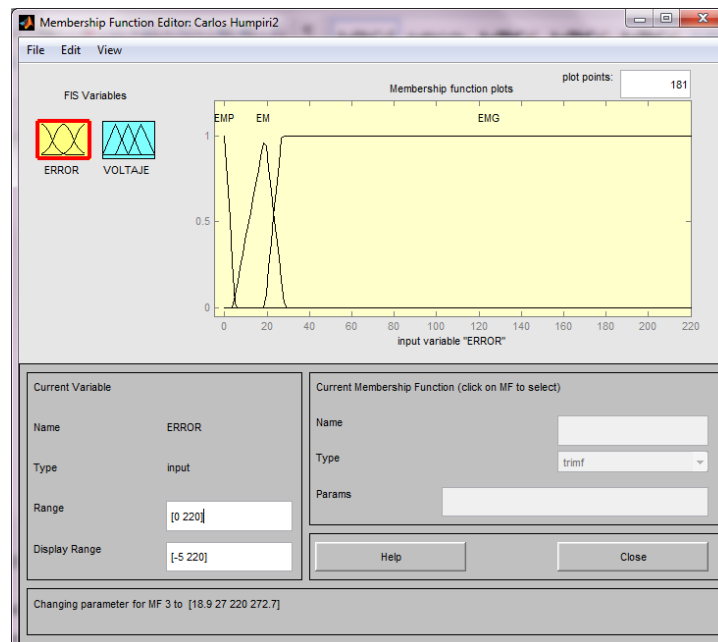 Membership Function Editor: Carlos Humpiri2
File Edit View
FIS Variables
ERROR VOLTAJE
Membership function plots
plot points: 181
EMP EM EMG
1
0.5
0
0 20 40 60 80 100 120 140 160 180 200 220
input variable "ERROR"
Current Variable
Name ERROR
Type input
Range [0 220]
Display Range [-5 220]
Current Membership Function (click on MF to select)
Name
Type trimf
Params
Help Close
Changing parameter for MF 3 to [18.9 27 220 272.7]